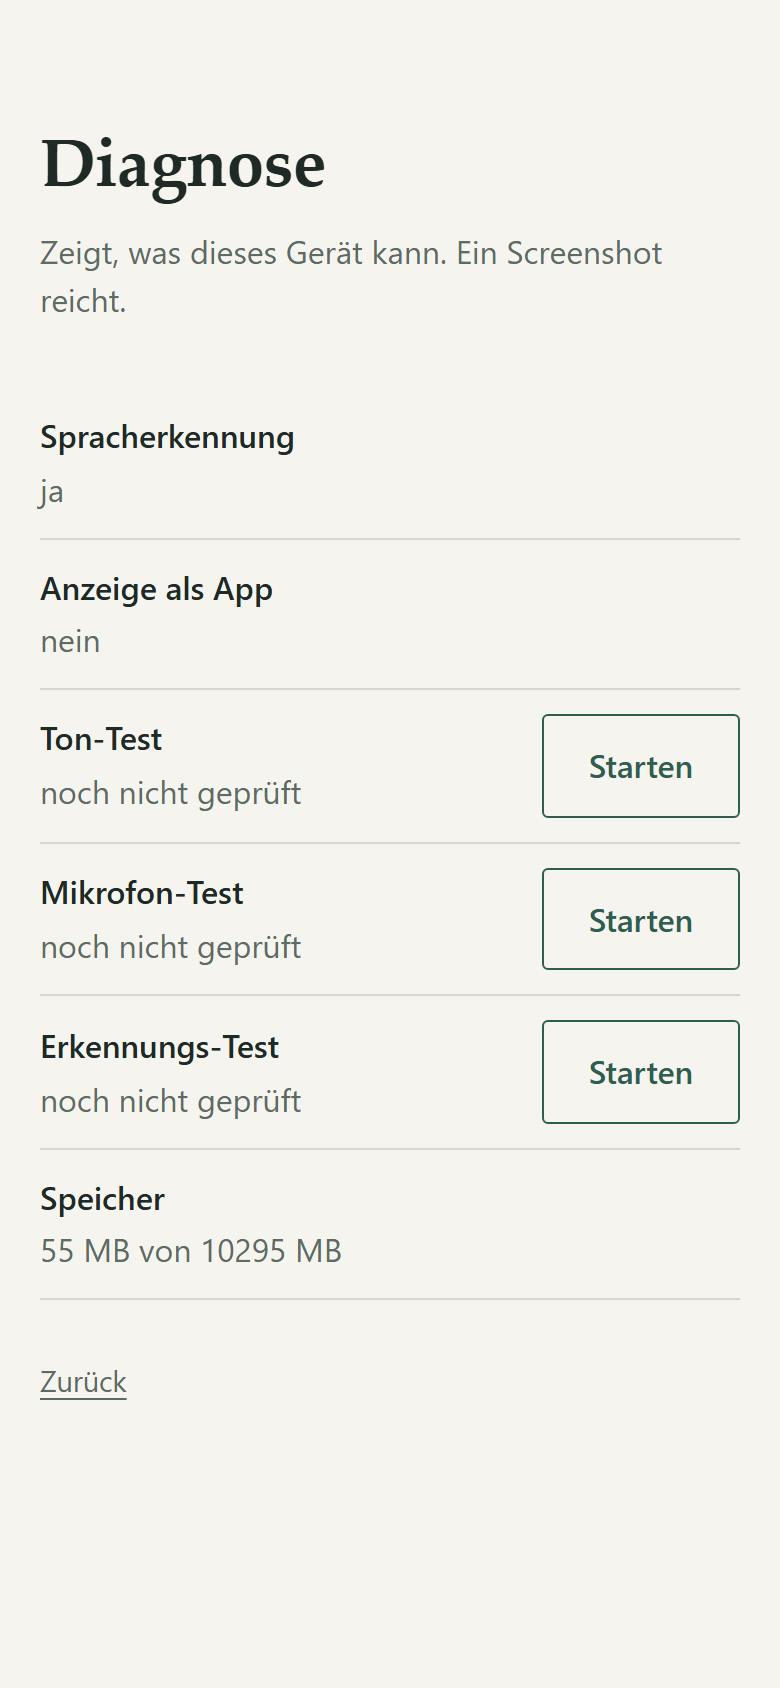 Diagnose
Zeigt, was dieses Gerät kann. Ein Screenshot
reicht.
Spracherkennung
ja
Anzeige als App
nein
Ton-Test
noch nicht geprüft
Starten
Mikrofon-Test
noch nicht geprüft
Starten
Erkennungs-Test
noch nicht geprüft
Starten
Speicher
55 MB von 10295 MB
Zurück